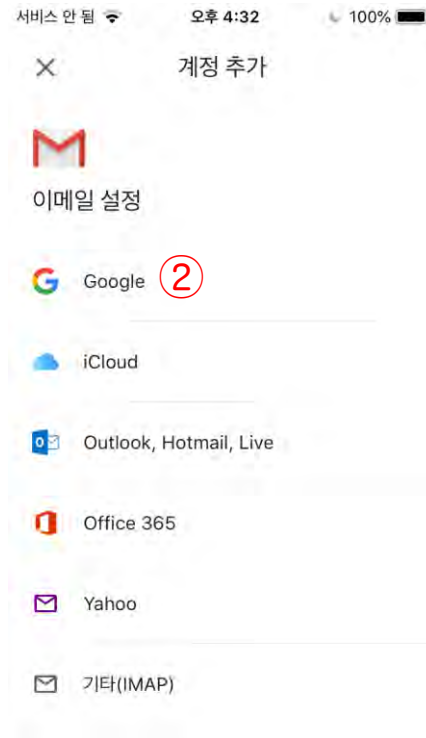 서비스 안 됨 오후 4:32 100%
계정 추가
이메일 설정
Google ②
iCloud
Outlook, Hotmail, Live
Office 365
Yahoo
기타(IMAP)